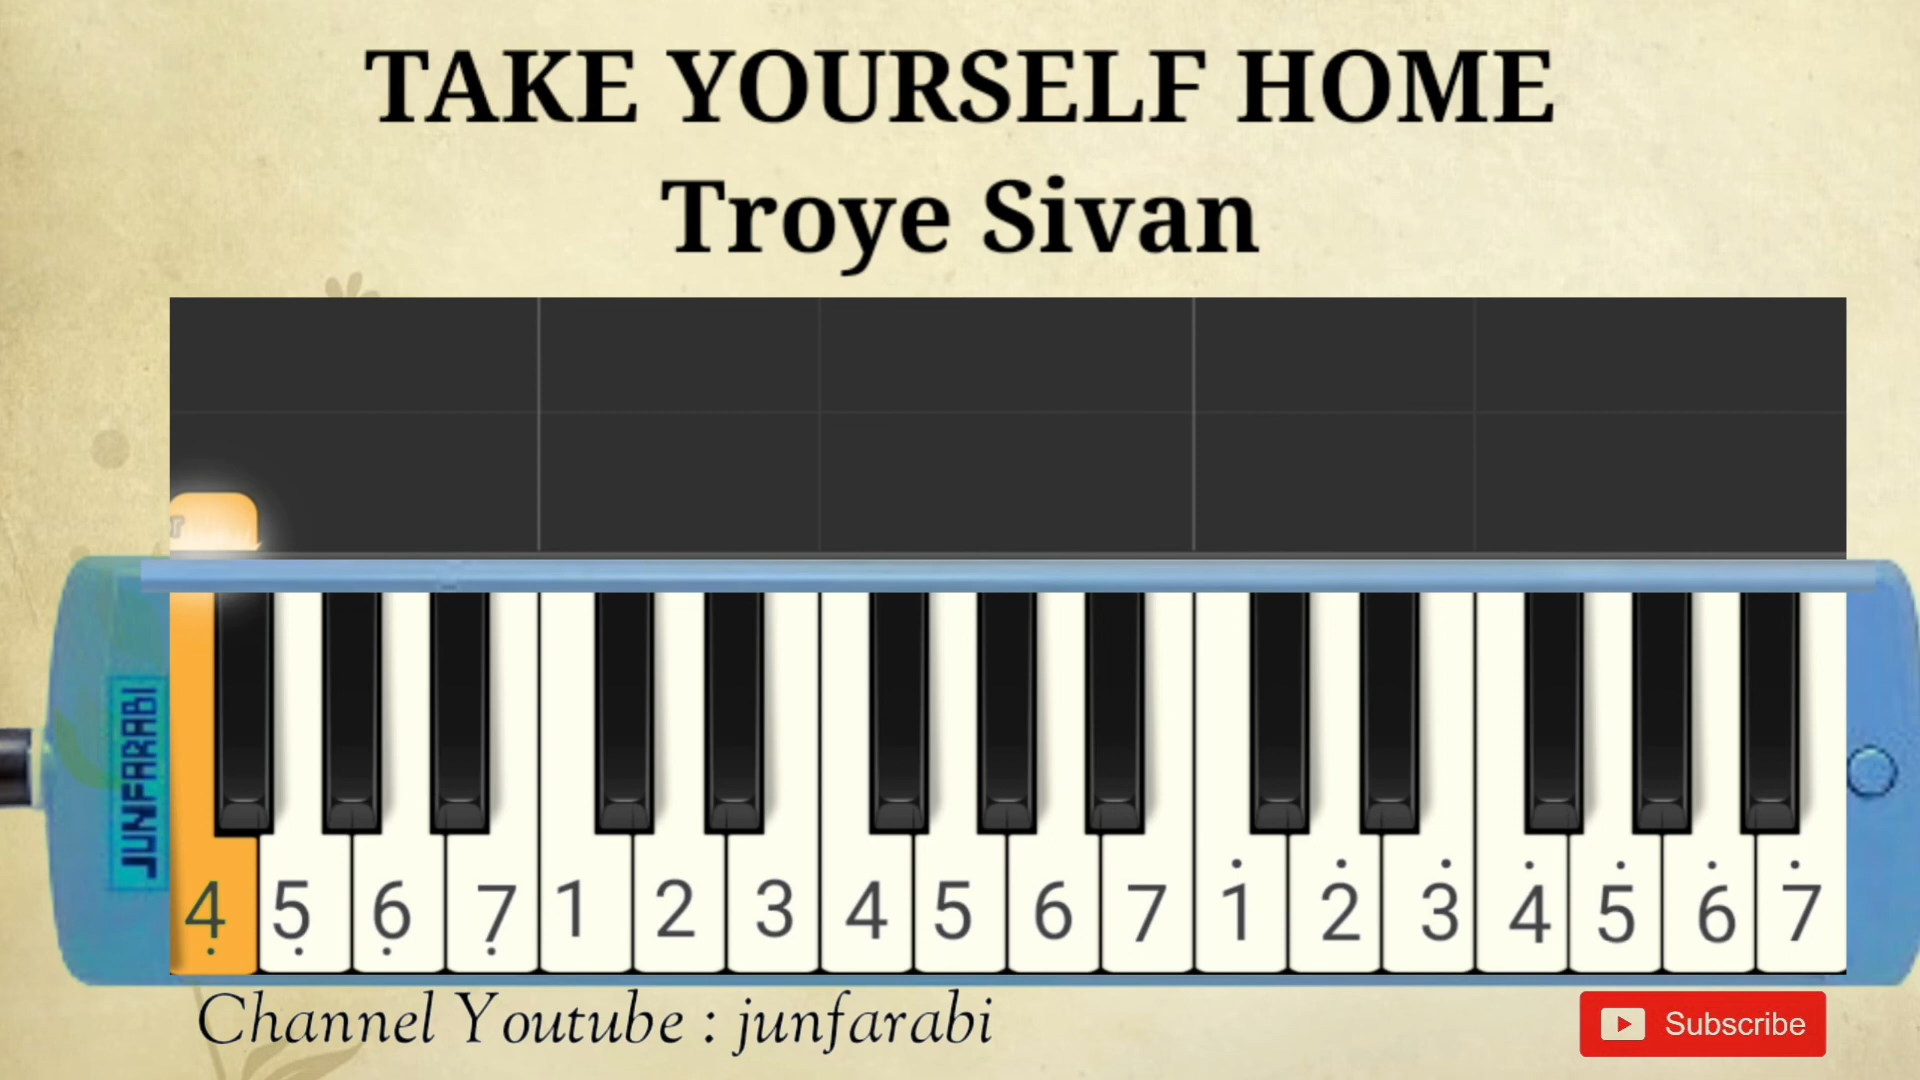 TAKE YOURSELF HOME
Troye Sivan
JUNFARABI
4̣ 5̣ 6̣ 7̣ 1 2 3 4 5 6 7 1̇ 2̇ 3̇ 4̇ 5̇ 6̇ 7̇
Channel Youtube : junfarabi
Subscribe